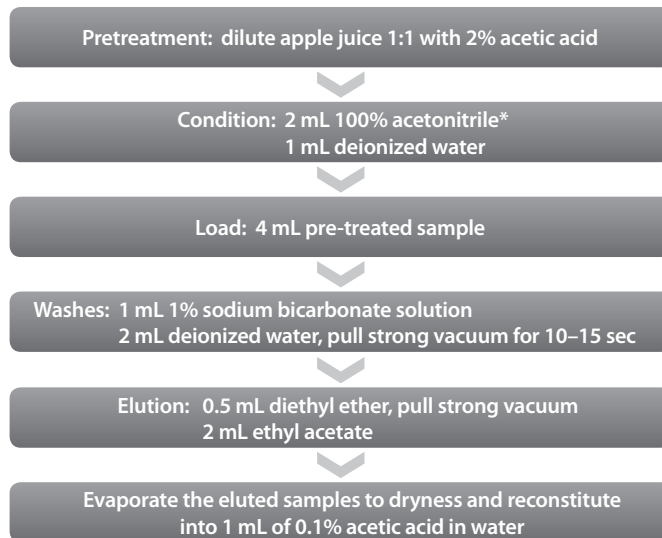 Pretreatment: dilute apple juice 1:1 with 2% acetic acid
Condition: 2 mL 100% acetonitrile*
1 mL deionized water
Load: 4 mL pre-treated sample
Washes: 1 mL 1% sodium bicarbonate solution
2 mL deionized water, pull strong vacuum for 10–15 sec
Elution: 0.5 mL diethyl ether, pull strong vacuum
2 mL ethyl acetate
Evaporate the eluted samples to dryness and reconstitute
into 1 mL of 0.1% acetic acid in water